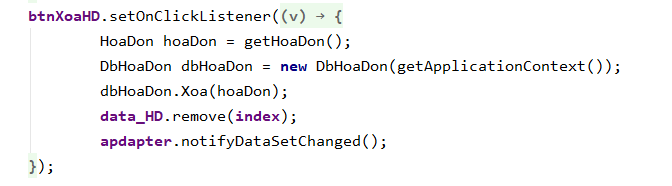 btnXoaHD.setOnClickListener((v) → {
HoaDon hoaDon = getHoaDon();
DbHoaDon dbHoaDon = new DbHoaDon(getApplicationContext());
dbHoaDon.Xoa(hoaDon);
data_HD.remove(index);
apdapter.notifyDataSetChanged();
});